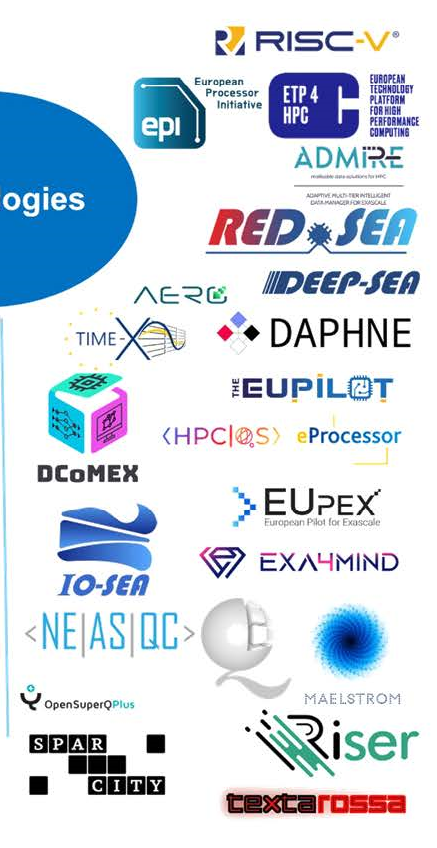 RISC-V®
European
Processor
Initiative
epi
ETP 4
HPC
EUROPEAN
TECHNOLOGY
PLATFORM
FOR HIGH
PERFORMANCE
COMPUTING
ADMIRE
malleable data solutions for HPC
ADAPTIVE MULTI-TIER INTELLIGENT
DATA MANAGER FOR EXASCALE
ologies
RED SEA
DEEP-SEA
AERO
TIME-X
DAPHNE
THE EUPILOT
<HPC|QS>
eProcessor
DCoMEX
EUPEX
European Pilot for Exascale
IO-SEA
EXA4MIND
<NE|AS|QC>
MAELSTROM
OpenSuperQPlus
Riser
SPAR
CITY
textarossa